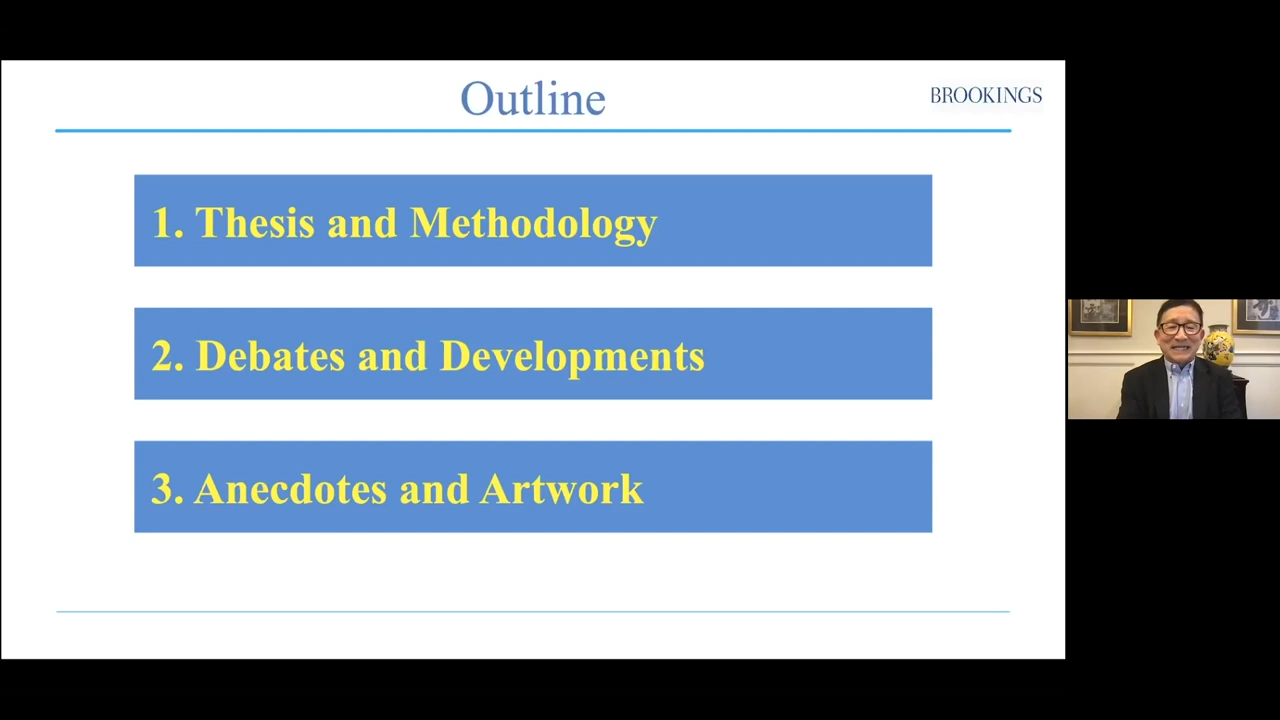 Outline
BROOKINGS
1. Thesis and Methodology
2. Debates and Developments
3. Anecdotes and Artwork